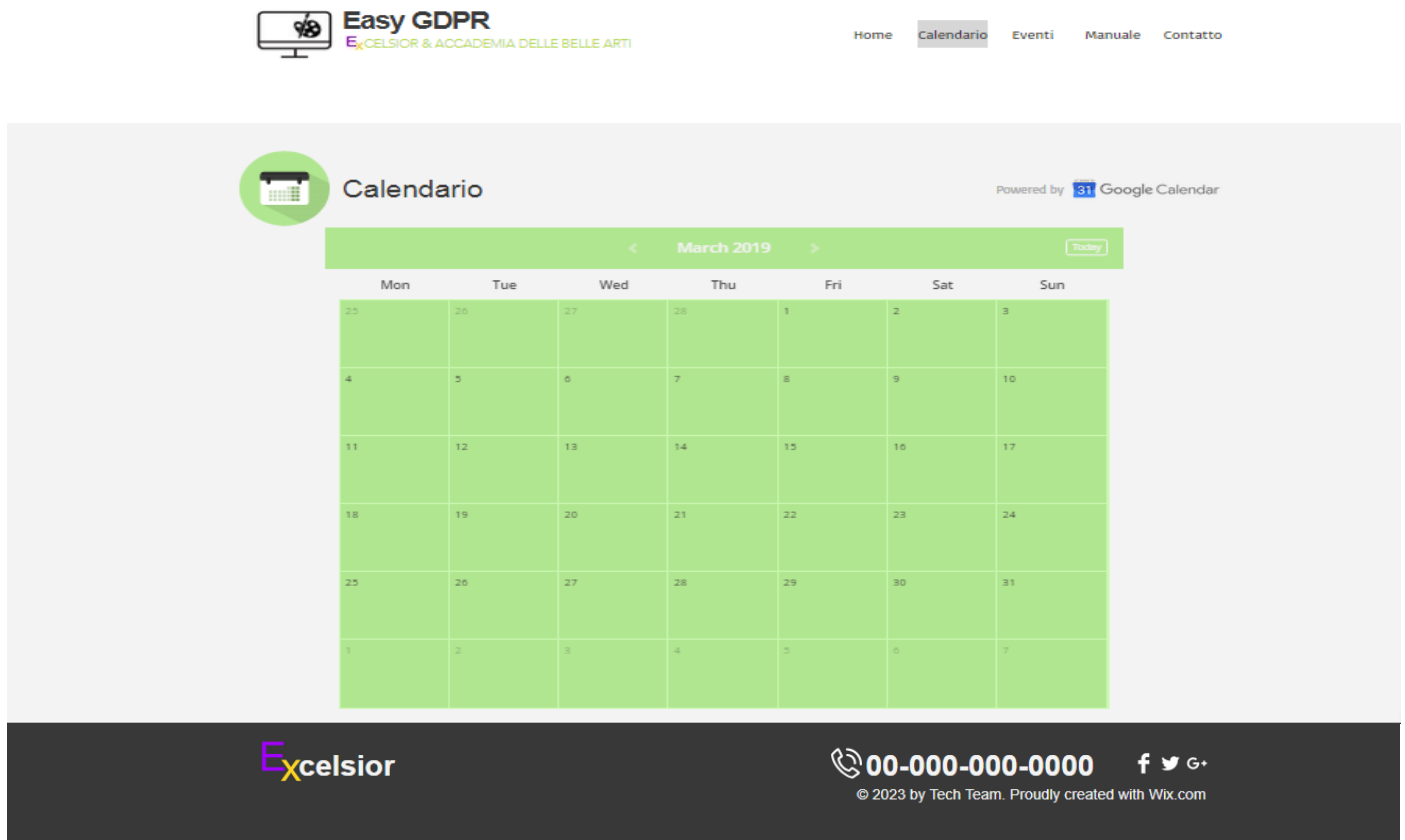 Easy GDPR
ExCELSIOR & ACCADEMIA DELLE BELLE ARTI
Home Calendario Eventi Manuale Contatto
Calendario
Powered by 31 Google Calendar
< March 2019 > Today
Mon Tue Wed Thu Fri Sat Sun
25 26 27 28 1 2 3
4 5 6 7 8 9 10
11 12 13 14 15 16 17
18 19 20 21 22 23 24
25 26 27 28 29 30 31
1 2 3 4 5 6 7
Excelsior
00-000-000-0000 f G+
© 2023 by Tech Team. Proudly created with Wix.com